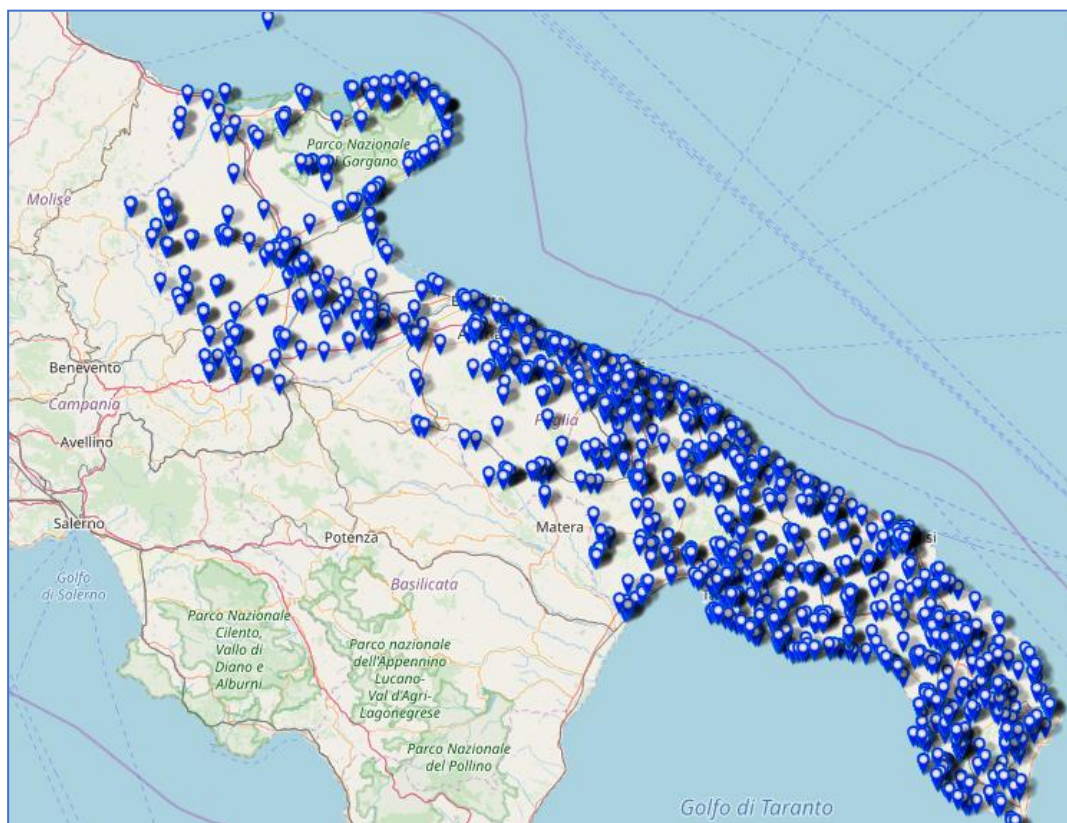 Parco Nazionale
Gargano
Molise
Benevento
Campania
Avellino
Puglia
Salerno
Matera
Potenza
Golfo
di Salerno
Basilicata
Parco Nazionale
Cilento,
Vallo di
Diano e
Alburni
Parco nazionale
dell'Appennino
Lucano-
Val d'Agri-
Lagonegrese
Parco Nazionale
del Pollino
Golfo di Taranto